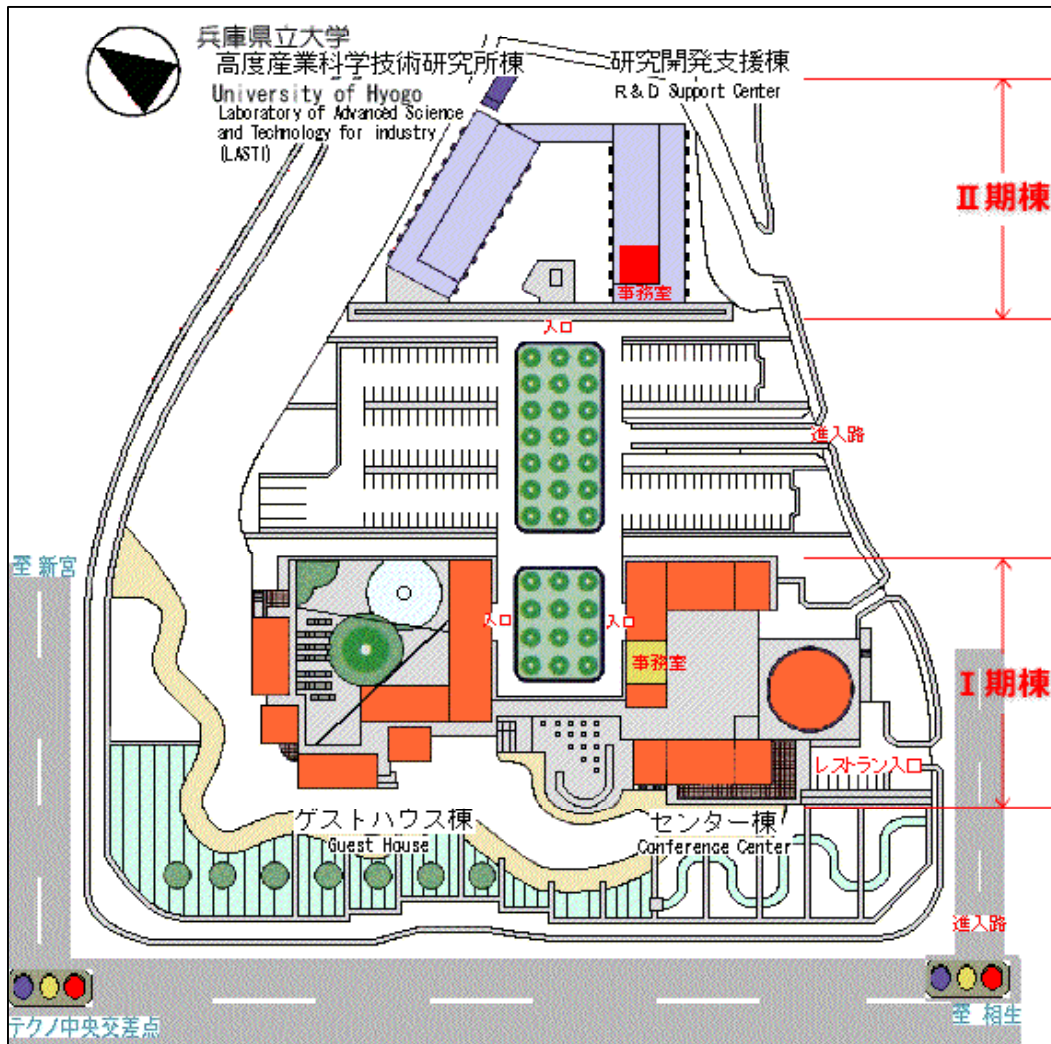 兵庫県立大学
高度産業科学技術研究所棟
University of Hyogo
Laboratory of Advanced Science
and Technology for industry
(LASTI)
研究開発支援棟
R & D Support Center
Ⅱ期棟
事務室
入口
進入路
至 新宮
入口
入口
事務室
Ⅰ期棟
レストラン入口
ゲストハウス棟
Guest House
センター棟
Conference Center
進入路
テクノ中央交差点
至 相生